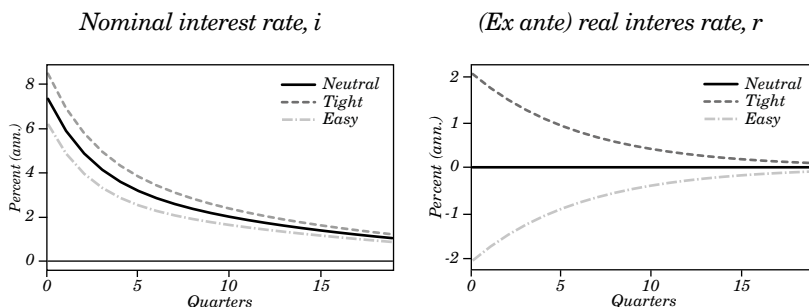 Nominal interest rate, i
Percent (ann.)
8
6
4
2
0
Neutral
Tight
Easy
0
5
10
15
Quarters
(Ex ante) real interes rate, r
Percent (ann.)
2
1
0
-1
-2
Neutral
Tight
Easy
0
5
10
15
Quarters